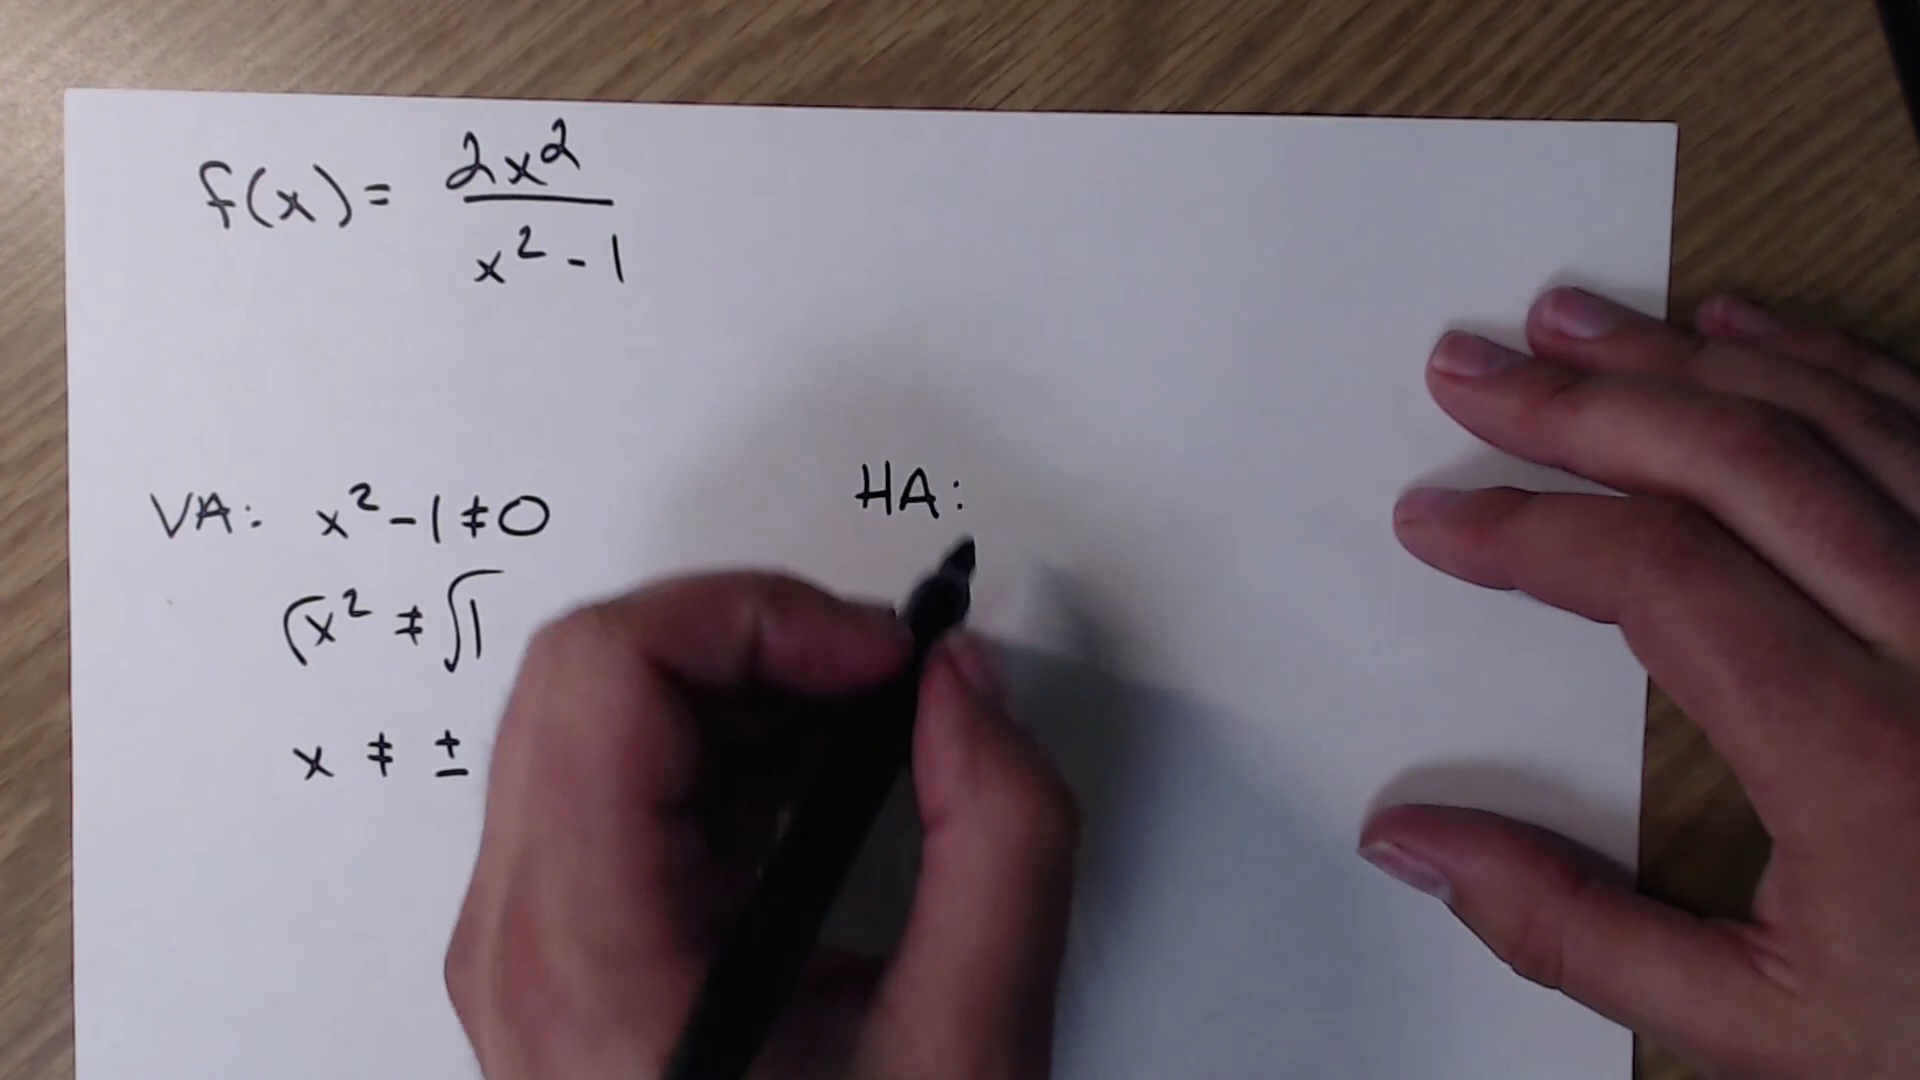 f(x) = 2x²
x² - 1
VA: x² - 1 ≠ 0
√x² ≠ √1
x ≠ ±
HA: